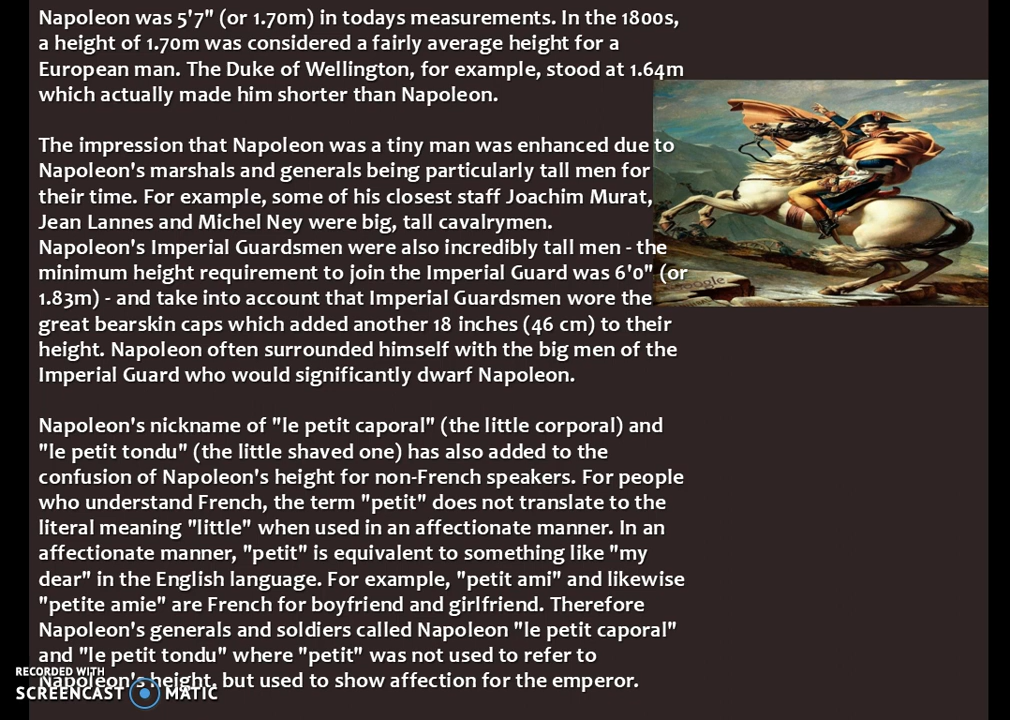 Napoleon was 5'7" (or 1.70m) in todays measurements. In the 1800s,
a height of 1.70m was considered a fairly average height for a
European man. The Duke of Wellington, for example, stood at 1.64m
which actually made him shorter than Napoleon.
The impression that Napoleon was a tiny man was enhanced due to
Napoleon's marshals and generals being particularly tall men for
their time. For example, some of his closest staff Joachim Murat,
Jean Lannes and Michel Ney were big, tall cavalrymen.
Napoleon's Imperial Guardsmen were also incredibly tall men - the
minimum height requirement to join the Imperial Guard was 6'0" (or
1.83m) - and take into account that Imperial Guardsmen wore the
great bearskin caps which added another 18 inches (46 cm) to their
height. Napoleon often surrounded himself with the big men of the
Imperial Guard who would significantly dwarf Napoleon.
Napoleon's nickname of "le petit caporal" (the little corporal) and
"le petit tondu" (the little shaved one) has also added to the
confusion of Napoleon's height for non-French speakers. For people
who understand French, the term "petit" does not translate to the
literal meaning "little" when used in an affectionate manner. In an
affectionate manner, "petit" is equivalent to something like "my
dear" in the English language. For example, "petit ami" and likewise
"petite amie" are French for boyfriend and girlfriend. Therefore
Napoleon's generals and soldiers called Napoleon "le petit caporal"
and "le petit tondu" where "petit" was not used to refer to
Napoleon's height, but used to show affection for the emperor.
RECORDED WITH
SCREENCAST MATIC